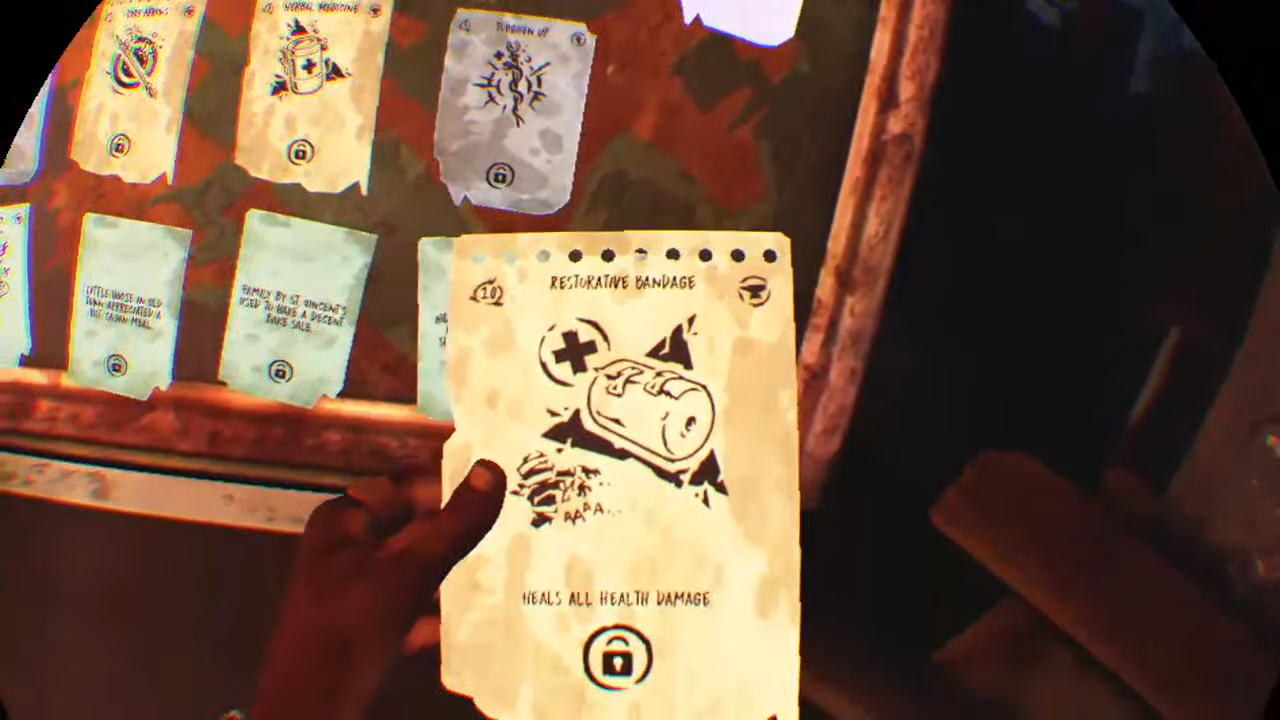 HERBAL MEDICINE
TOUGHEN UP
LITTLE HOUSE IN OLD
TOWN APPRECIATED A
HOT CAJUN MEAL.
FAMILY BY ST. VINCENT'S
USED TO HAVE A DECENT
BAKE SALE.
10
RESTORATIVE BANDAGE
AAAA...
HEALS ALL HEALTH DAMAGE